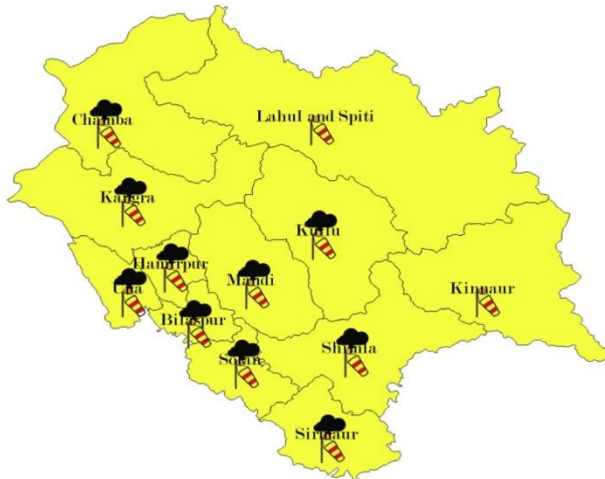 Chamba
Lahul and Spiti
Kangra
Kullu
Hamirpur
Mandi
Una
Kinnaur
Bilaspur
Shimla
Solan
Sirmaur